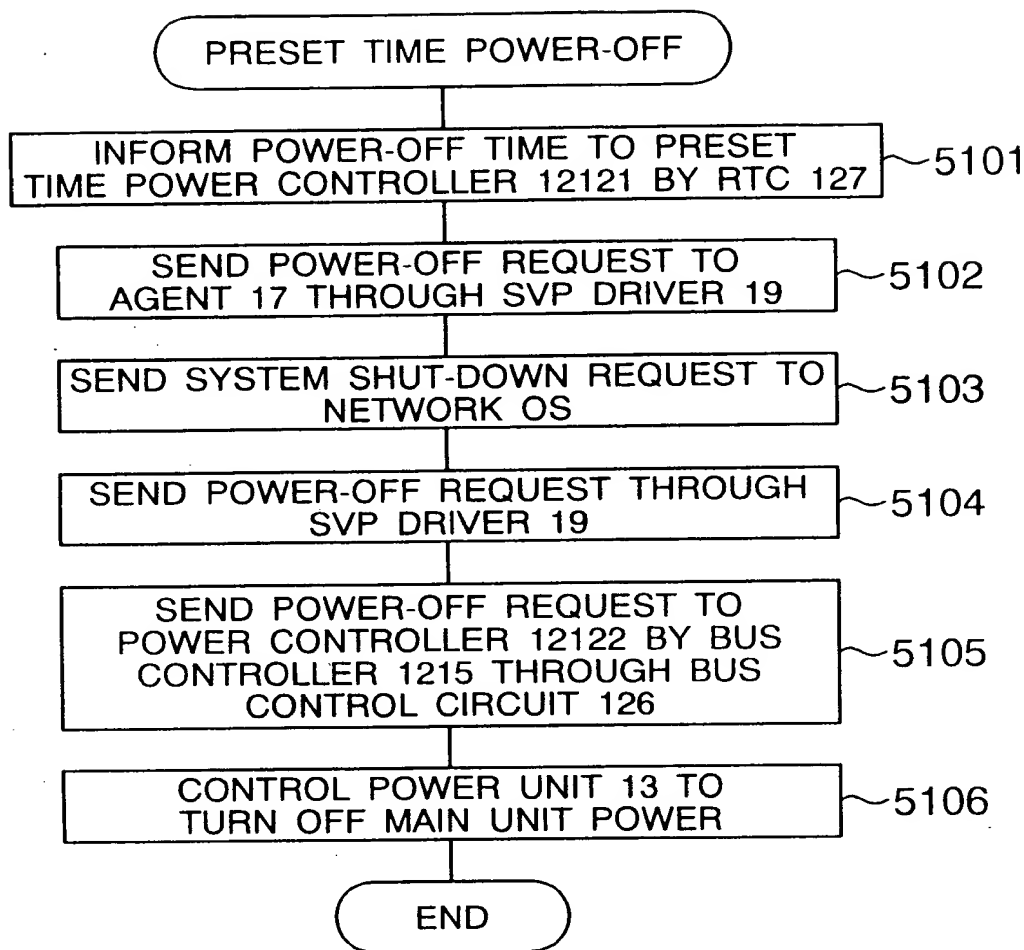 PRESET TIME POWER-OFF
INFORM POWER-OFF TIME TO PRESET
TIME POWER CONTROLLER 12121 BY RTC 127
5101
SEND POWER-OFF REQUEST TO
AGENT 17 THROUGH SVP DRIVER 19
5102
SEND SYSTEM SHUT-DOWN REQUEST TO
NETWORK OS
5103
SEND POWER-OFF REQUEST THROUGH
SVP DRIVER 19
5104
SEND POWER-OFF REQUEST TO
POWER CONTROLLER 12122 BY BUS
CONTROLLER 1215 THROUGH BUS
CONTROL CIRCUIT 126
5105
CONTROL POWER UNIT 13 TO
TURN OFF MAIN UNIT POWER
5106
END